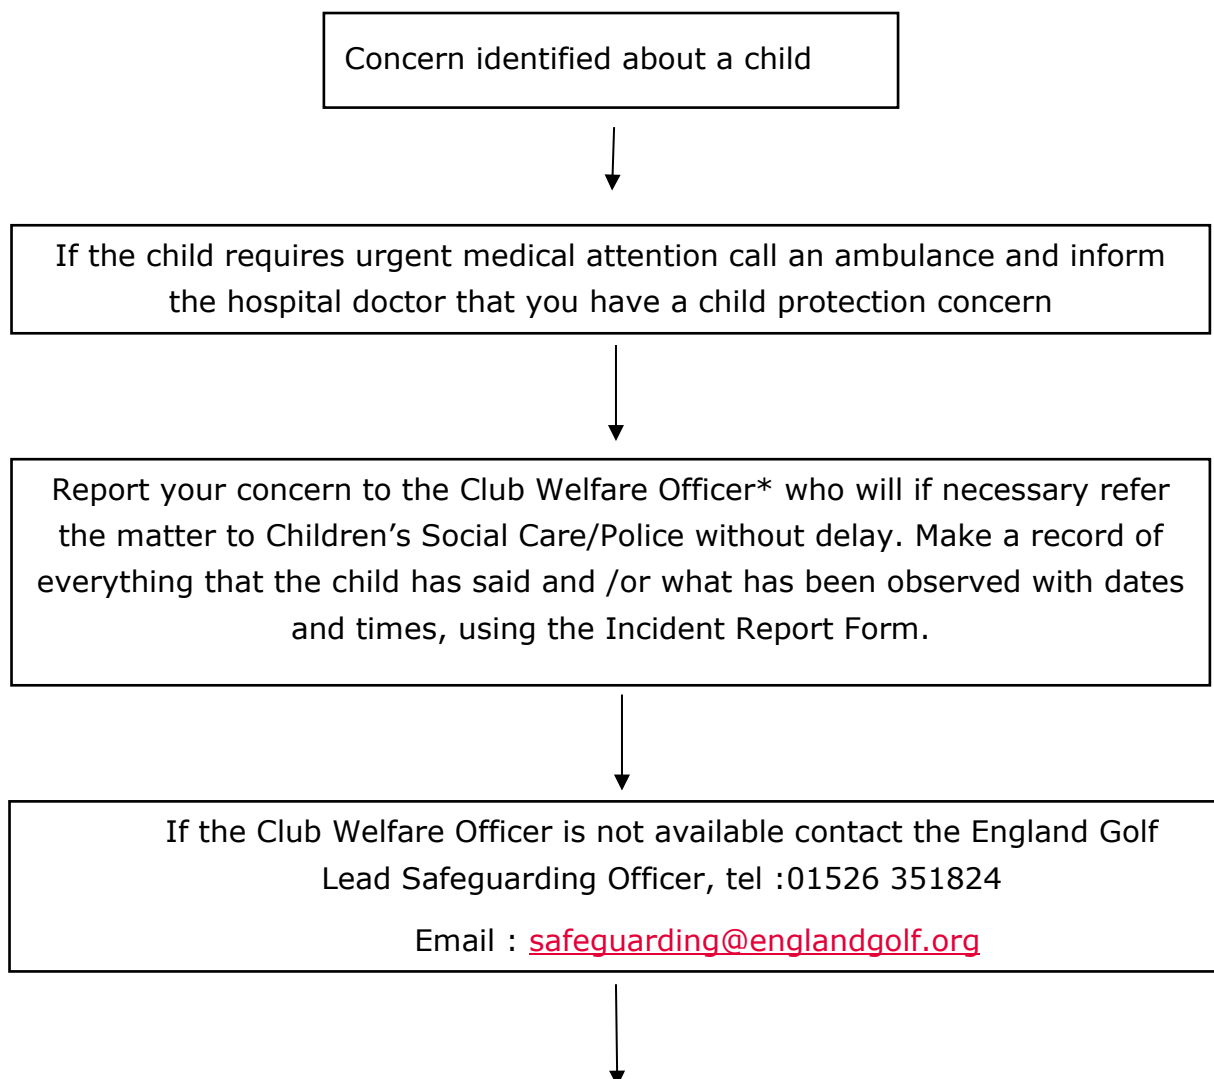 Concern identified about a child
If the child requires urgent medical attention call an ambulance and inform
the hospital doctor that you have a child protection concern
Report your concern to the Club Welfare Officer* who will if necessary refer
the matter to Children’s Social Care/Police without delay. Make a record of
everything that the child has said and /or what has been observed with dates
and times, using the Incident Report Form.
If the Club Welfare Officer is not available contact the England Golf
Lead Safeguarding Officer, tel :01526 351824
Email : safeguarding@englandgolf.org